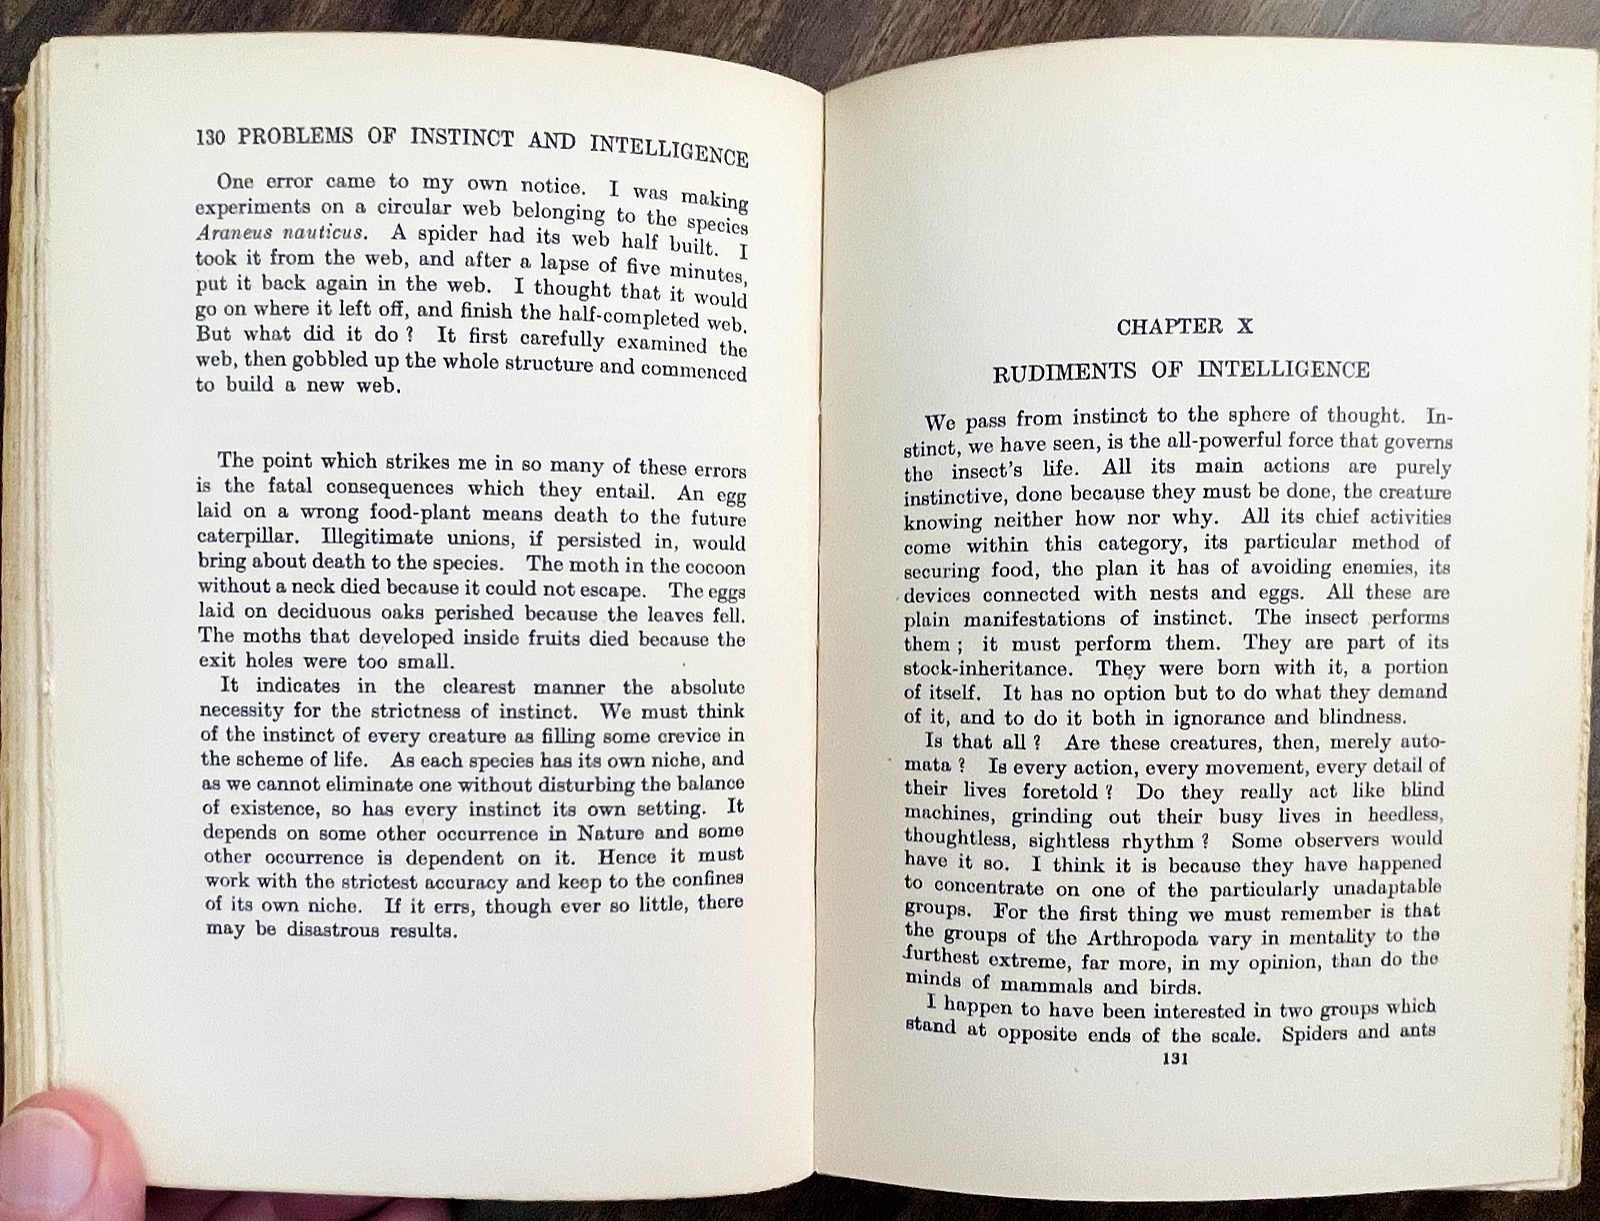 130 PROBLEMS OF INSTINCT AND INTELLIGENCE
One error came to my own notice. I was making
experiments on a circular web belonging to the species
Araneus nauticus. A spider had its web half built. I
took it from the web, and after a lapse of five minutes,
put it back again in the web. I thought that it would
go on where it left off, and finish the half-completed web.
But what did it do ? It first carefully examined the
web, then gobbled up the whole structure and commenced
to build a new web.
The point which strikes me in so many of these errors
is the fatal consequences which they entail. An egg
laid on a wrong food-plant means death to the future
caterpillar. Illegitimate unions, if persisted in, would
bring about death to the species. The moth in the cocoon
without a neck died because it could not escape. The eggs
laid on deciduous oaks perished because the leaves fell.
The moths that developed inside fruits died because the
exit holes were too small.
It indicates in the clearest manner the absolute
necessity for the strictness of instinct. We must think
of the instinct of every creature as filling some crevice in
the scheme of life. As each species has its own niche, and
as we cannot eliminate one without disturbing the balance
of existence, so has every instinct its own setting. It
depends on some other occurrence in Nature and some
other occurrence is dependent on it. Hence it must
work with the strictest accuracy and keep to the confines
of its own niche. If it errs, though ever so little, there
may be disastrous results.
CHAPTER X
RUDIMENTS OF INTELLIGENCE
We pass from instinct to the sphere of thought. In-
stinct, we have seen, is the all-powerful force that governs
the insect's life. All its main actions are purely
instinctive, done because they must be done, the creature
knowing neither how nor why. All its chief activities
come within this category, its particular method of
securing food, the plan it has of avoiding enemies, its
devices connected with nests and eggs. All these are
plain manifestations of instinct. The insect performs
them ; it must perform them. They are part of its
stock-inheritance. They were born with it, a portion
of itself. It has no option but to do what they demand
of it, and to do it both in ignorance and blindness.
Is that all ? Are these creatures, then, merely auto-
mata ? Is every action, every movement, every detail of
their lives foretold ? Do they really act like blind
machines, grinding out their busy lives in heedless,
thoughtless, sightless rhythm ? Some observers would
have it so. I think it is because they have happened
to concentrate on one of the particularly unadaptable
groups. For the first thing we must remember is that
the groups of the Arthropoda vary in mentality to the
furthest extreme, far more, in my opinion, than do the
minds of mammals and birds.
I happen to have been interested in two groups which
stand at opposite ends of the scale. Spiders and ants
131